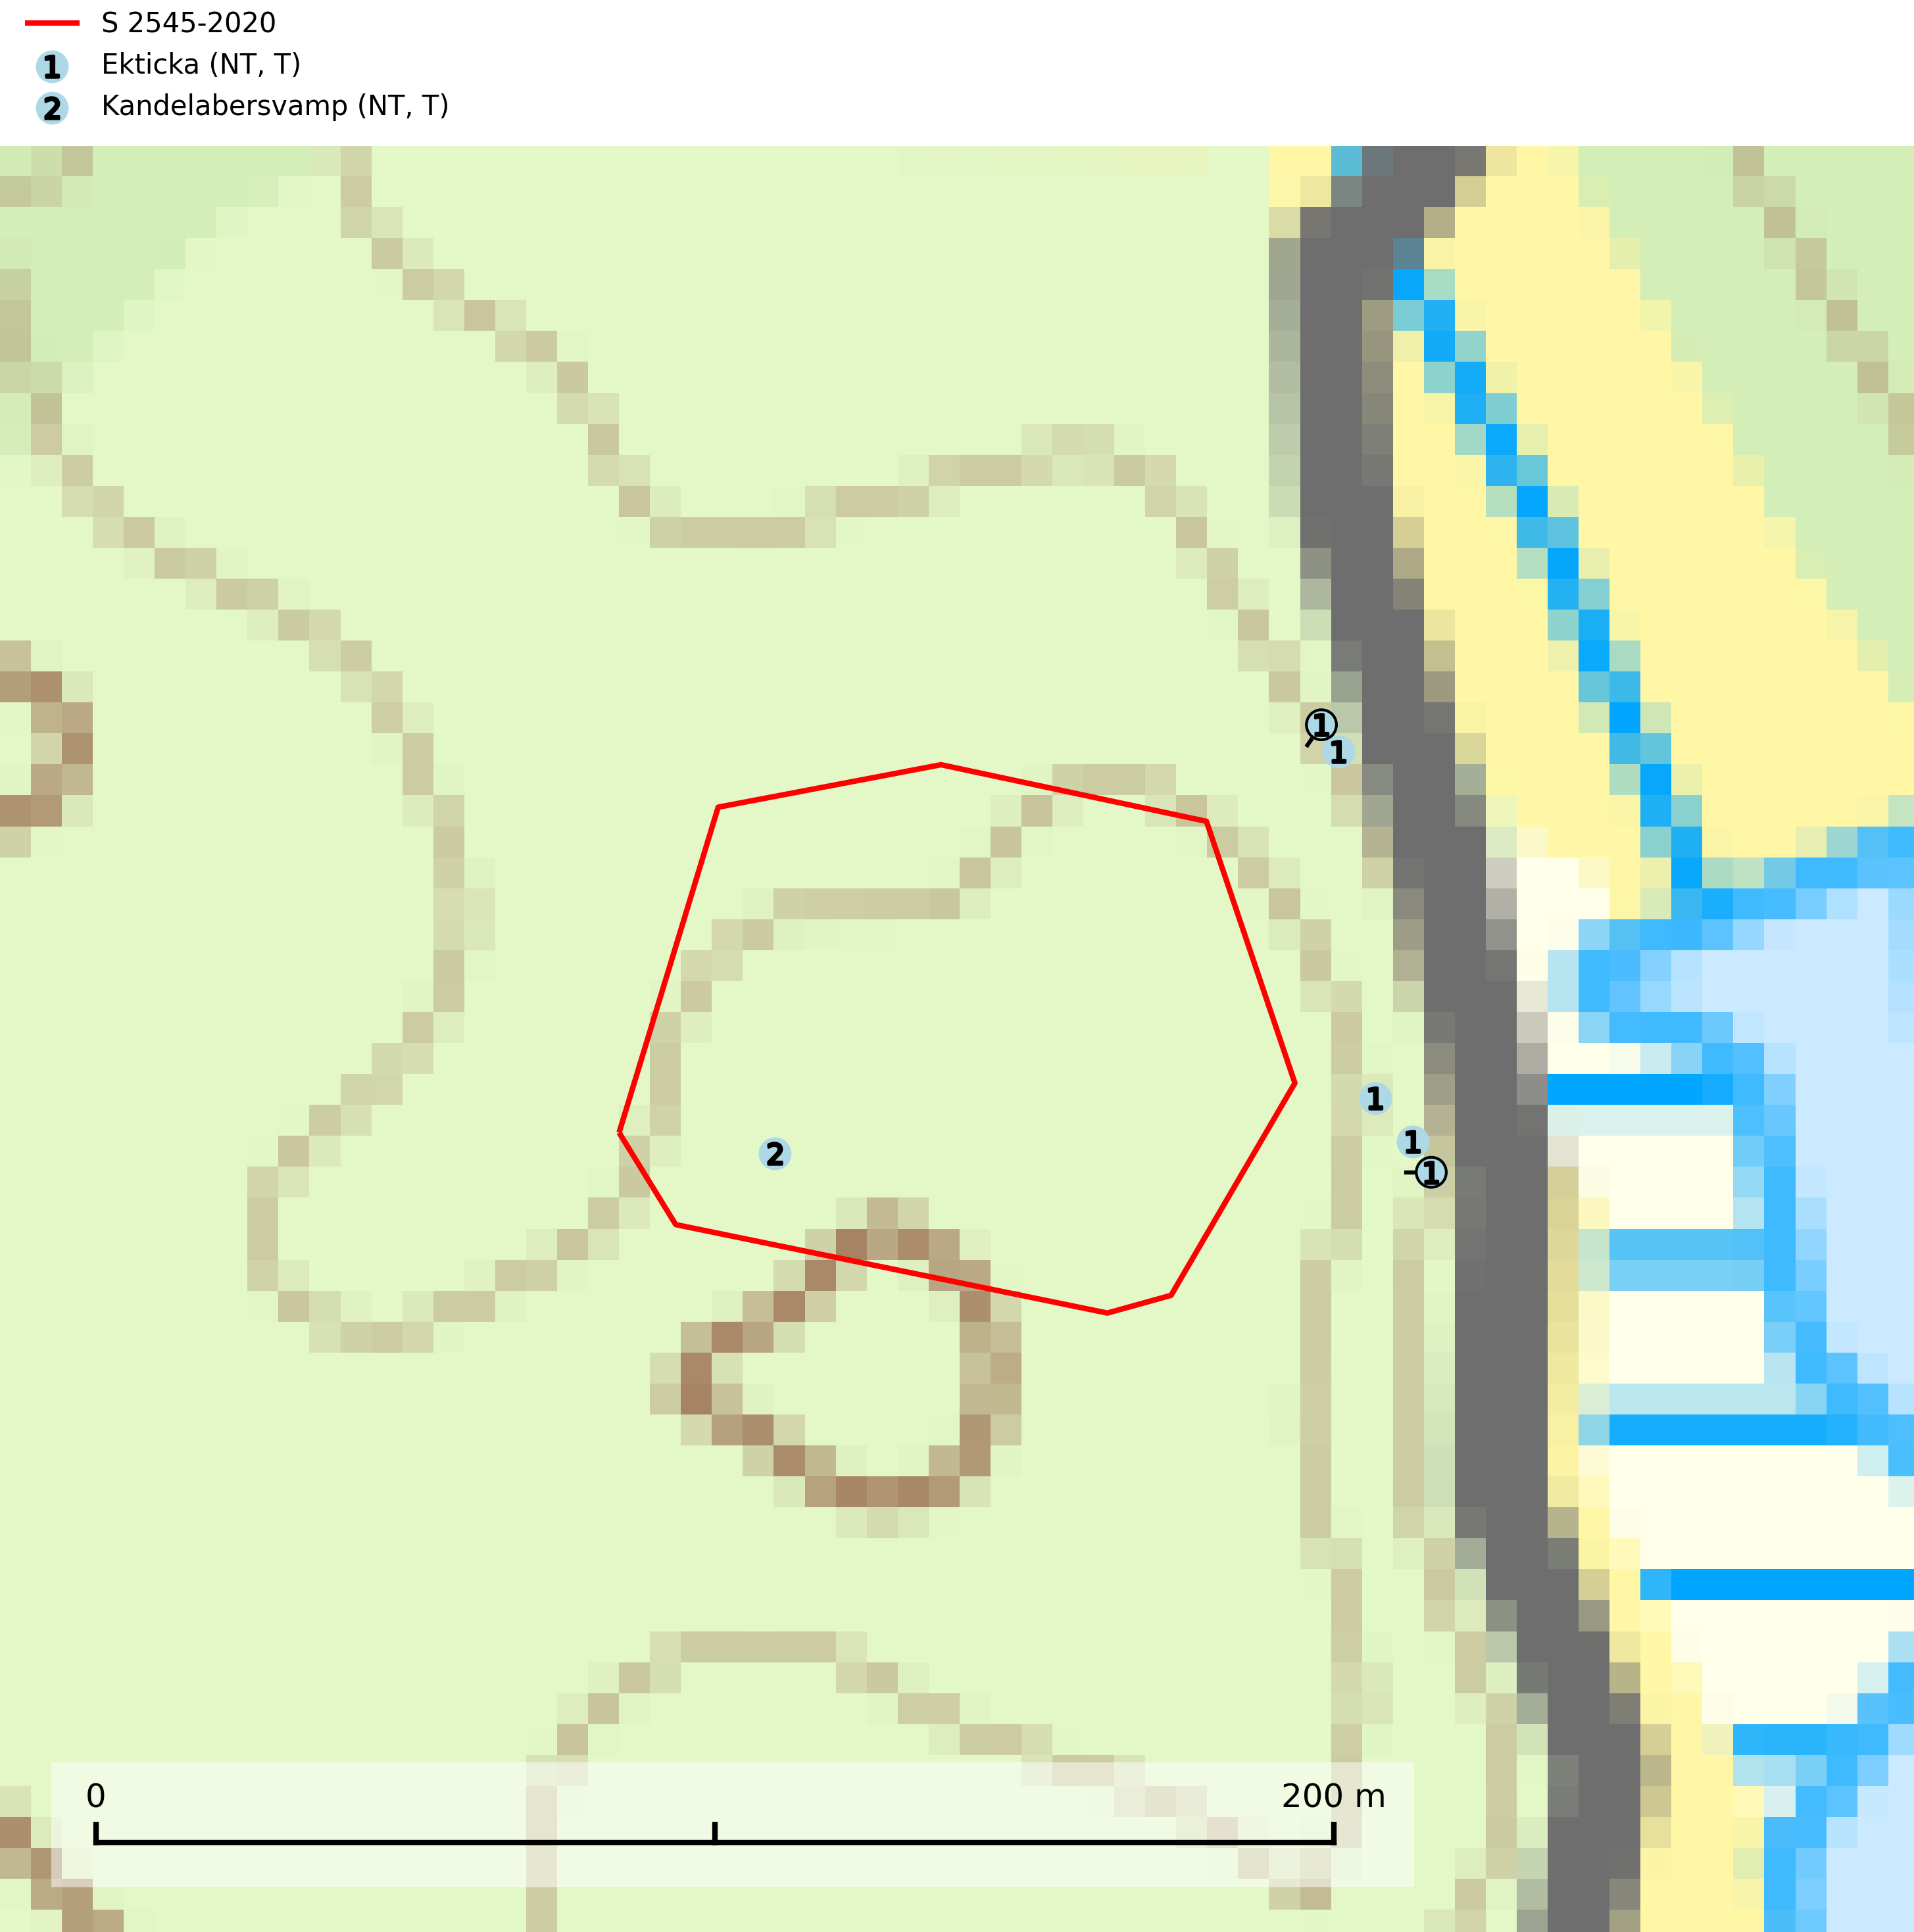 S 2545-2020
1 Ekticka (NT, T)
2 Kandelabersvamp (NT, T)
1
1
1
1
2
1
0 200 m